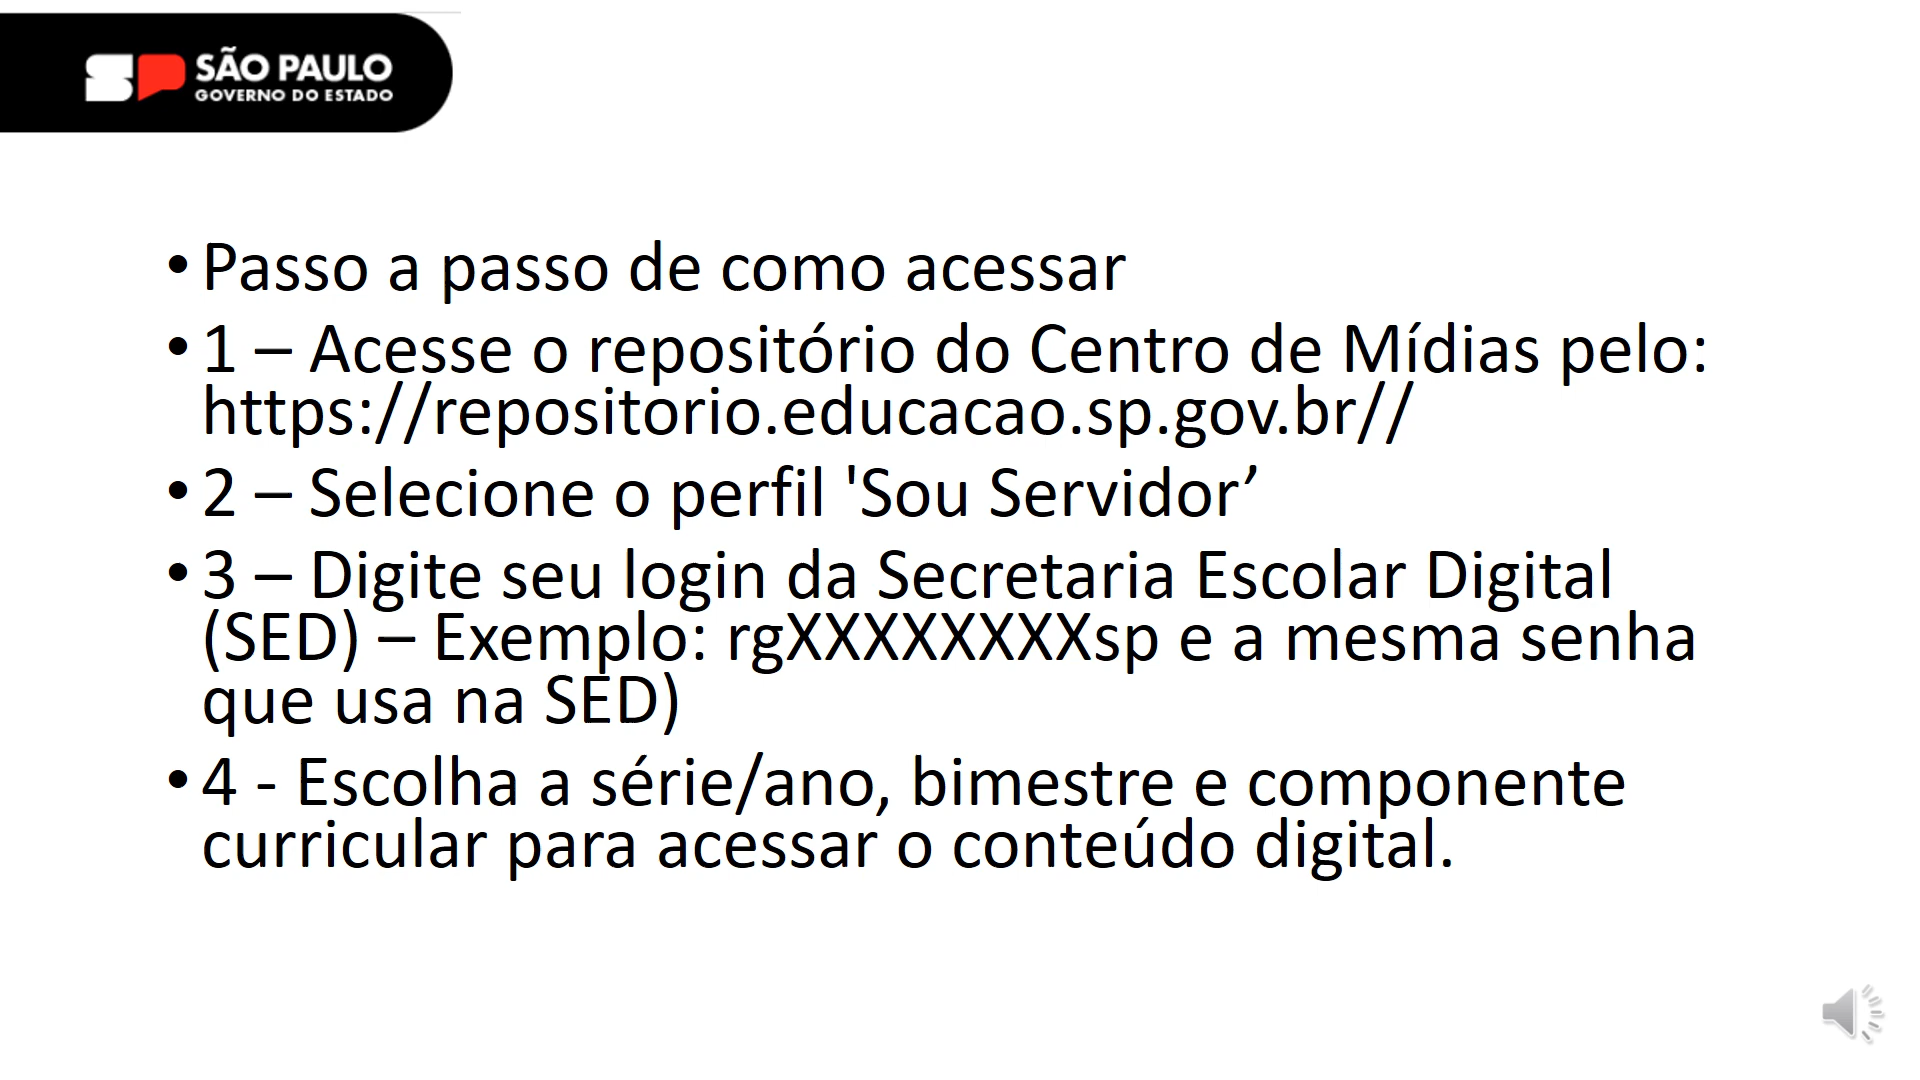 SÃO PAULO
GOVERNO DO ESTADO
• Passo a passo de como acessar
• 1 – Acesse o repositório do Centro de Mídias pelo:
https://repositorio.educacao.sp.gov.br//
• 2 – Selecione o perfil 'Sou Servidor’
• 3 – Digite seu login da Secretaria Escolar Digital
(SED) – Exemplo: rgXXXXXXXXsp e a mesma senha
que usa na SED)
• 4 - Escolha a série/ano, bimestre e componente
curricular para acessar o conteúdo digital.